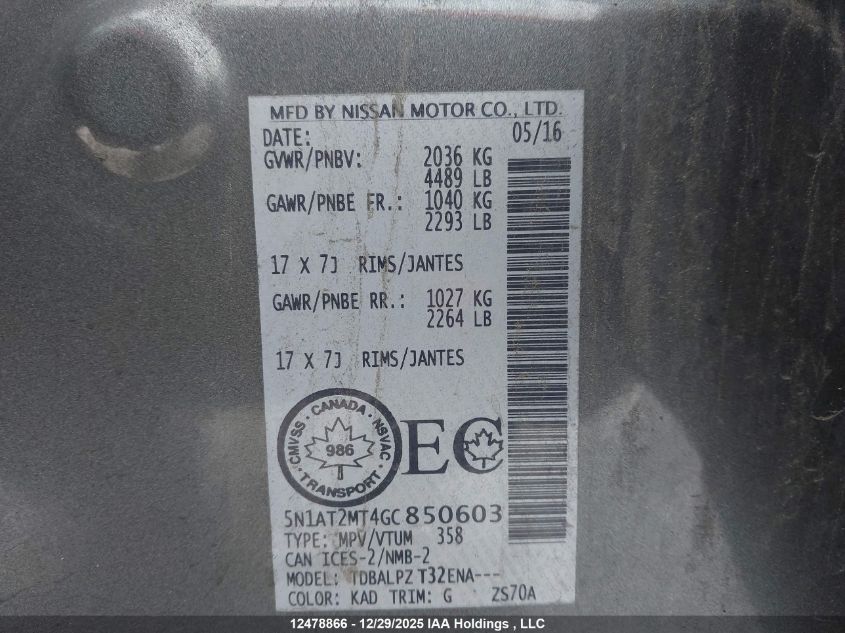 MFD BY NISSAN MOTOR CO., LTD.
DATE: 05/16
GVWR/PNBV: 2036 KG
4489 LB
GAWR/PNBE FR.: 1040 KG
2293 LB
17 X 7J RIMS/JANTES
GAWR/PNBE RR.: 1027 KG
2264 LB
17 X 7J RIMS/JANTES
CMVSS · CANADA · NSVAC · TRANSPORT
986
EC
5N1AT2MT4GC850603
TYPE: MPV/VTUM 358
CAN ICES-2/NMB-2
MODEL: TDBALPZ T32ENA---
COLOR: KAD TRIM: G ZS70A
12478866 - 12/29/2025 IAA Holdings , LLC